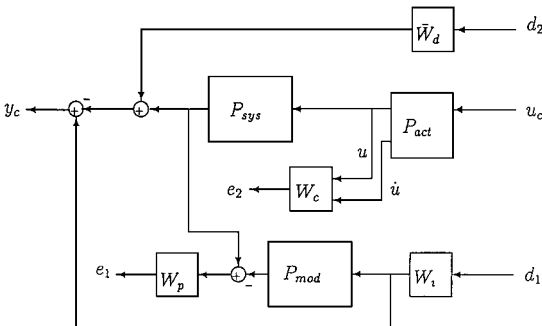 W̄_d
d_2
-
y_c
+
+
P_sys
P_act
u_c
u
u̇
e_2
W_c
e_1
W_p
+
-
P_mod
W_i
d_1